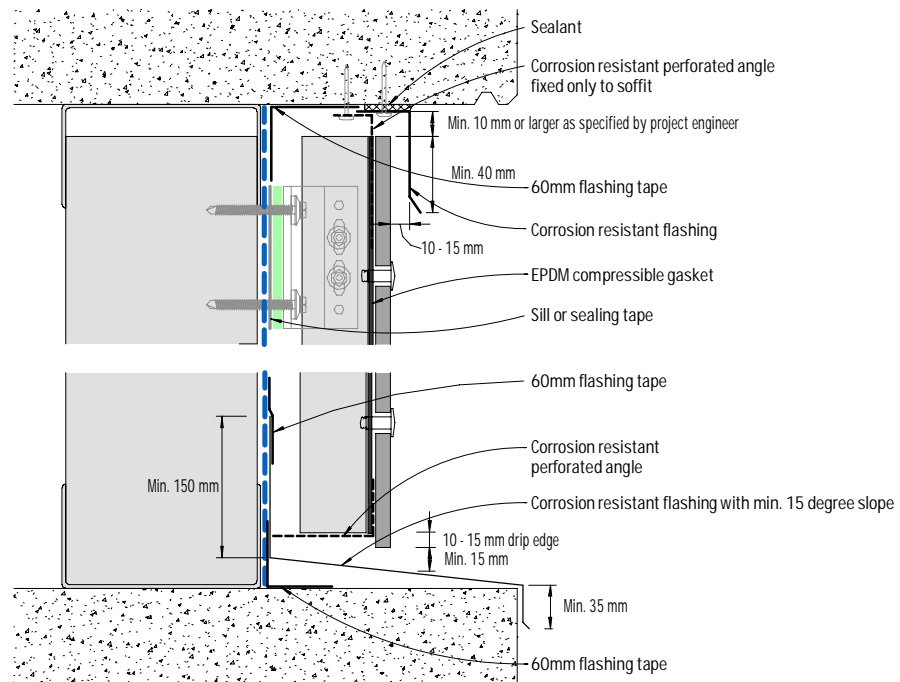 Sealant
Corrosion resistant perforated angle
fixed only to soffit
Min. 10 mm or larger as specified by project engineer
Min. 40 mm
60mm flashing tape
Corrosion resistant flashing
10 - 15 mm
EPDM compressible gasket
Sill or sealing tape
60mm flashing tape
Corrosion resistant
perforated angle
Min. 150 mm
Corrosion resistant flashing with min. 15 degree slope
10 - 15 mm drip edge
Min. 15 mm
Min. 35 mm
60mm flashing tape